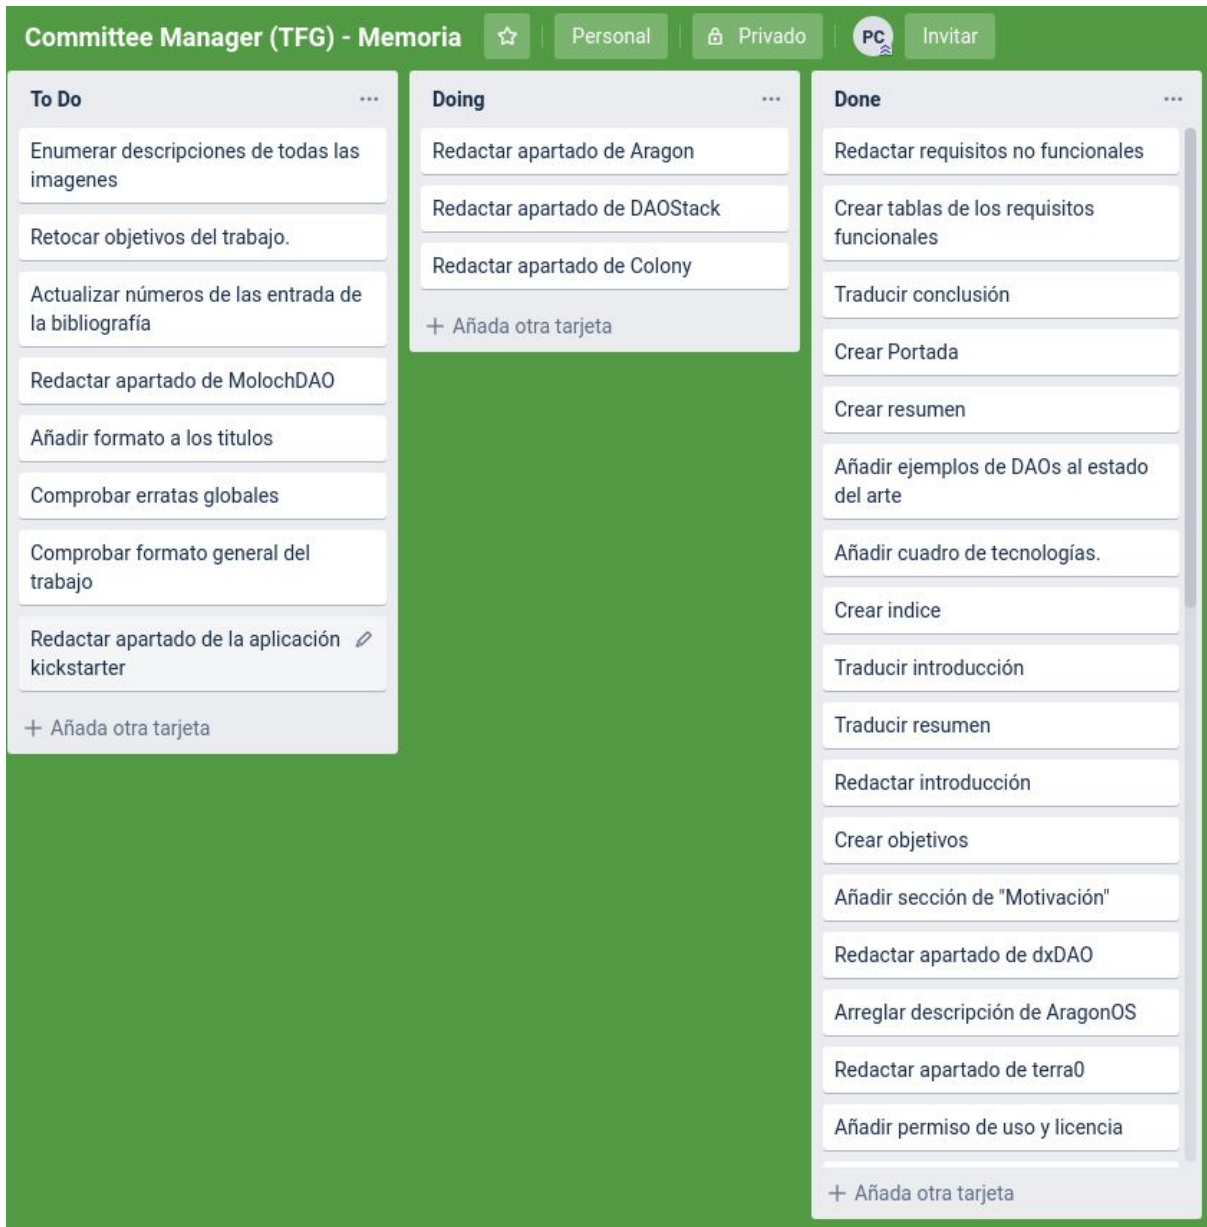 Committee Manager (TFG) - Memoria
Personal
Privado
PC
Invitar
To Do
Enumerar descripciones de todas las
imagenes
Retocar objetivos del trabajo.
Actualizar números de las entrada de
la bibliografía
Redactar apartado de MolochDAO
Añadir formato a los titulos
Comprobar erratas globales
Comprobar formato general del
trabajo
Redactar apartado de la aplicación
kickstarter
+ Añada otra tarjeta
Doing
Redactar apartado de Aragon
Redactar apartado de DAOStack
Redactar apartado de Colony
+ Añada otra tarjeta
Done
Redactar requisitos no funcionales
Crear tablas de los requisitos
funcionales
Traducir conclusión
Crear Portada
Crear resumen
Añadir ejemplos de DAOs al estado
del arte
Añadir cuadro de tecnologías.
Crear indice
Traducir introducción
Traducir resumen
Redactar introducción
Crear objetivos
Añadir sección de "Motivación"
Redactar apartado de dxDAO
Arreglar descripción de AragonOS
Redactar apartado de terra0
Añadir permiso de uso y licencia
+ Añada otra tarjeta